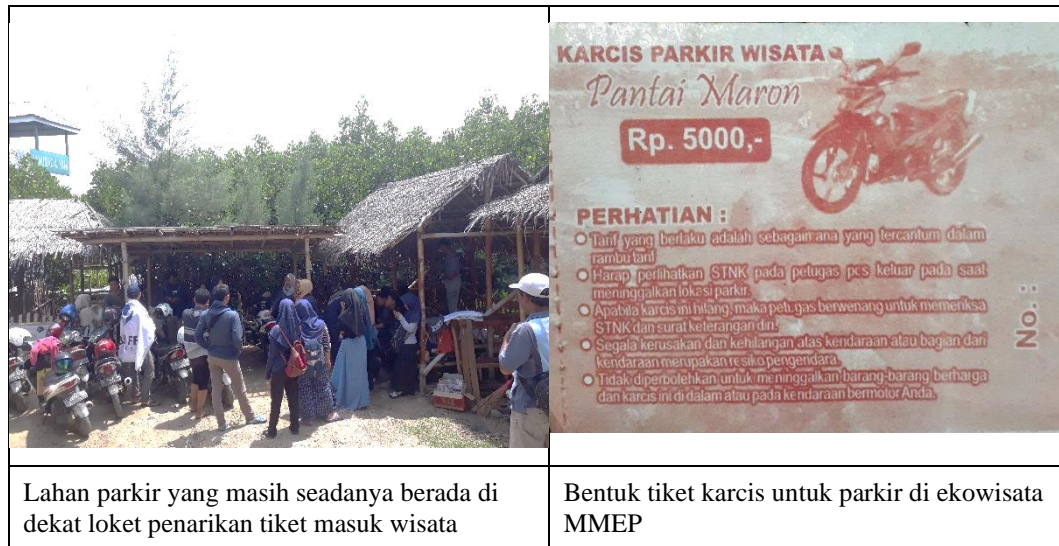 KARCIS PARKIR WISATA
Pantai Maron
Rp. 5000,-
PERHATIAN :
Tarif yang berlaku adalah sebagaimana yang tercantum dalam
rambu tarif
Harap perlihatkan STNK pada petugas pos keluar pada saat
meninggalkan lokasi parkir.
Apabila karcis ini hilang, maka petugas berwenang untuk memeriksa
STNK dan surat keterangan diri.
Segala kerusakan dan kehilangan atas kendaraan atau bagian dari
kendaraan merupakan resiko pengendara.
Tidak diperbolehkan untuk meninggalkan barang-barang berharga
dan karcis ini di dalam atau pada kendaraan bermotor Anda.
No. :
Lahan parkir yang masih seadanya berada di
dekat loket penarikan tiket masuk wisata
Bentuk tiket karcis untuk parkir di ekowisata
MMEP